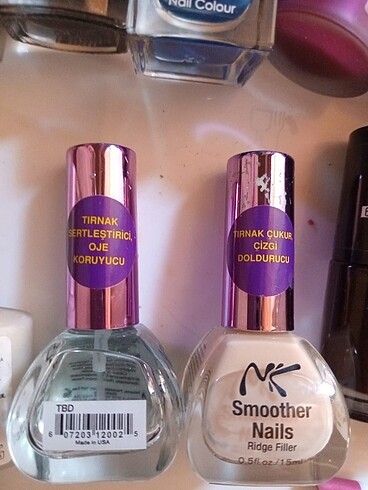 Nail Colour
TIRNAK
SERTLEŞTİRİCİ,
OJE
KORUYUCU
TBD
6 07203 12002 5
Made in USA
TIRNAK ÇUKUR,
ÇİZGİ
DOLDURUCU
NK
Smoother
Nails
Ridge Filler
0.5fl.oz/15ml